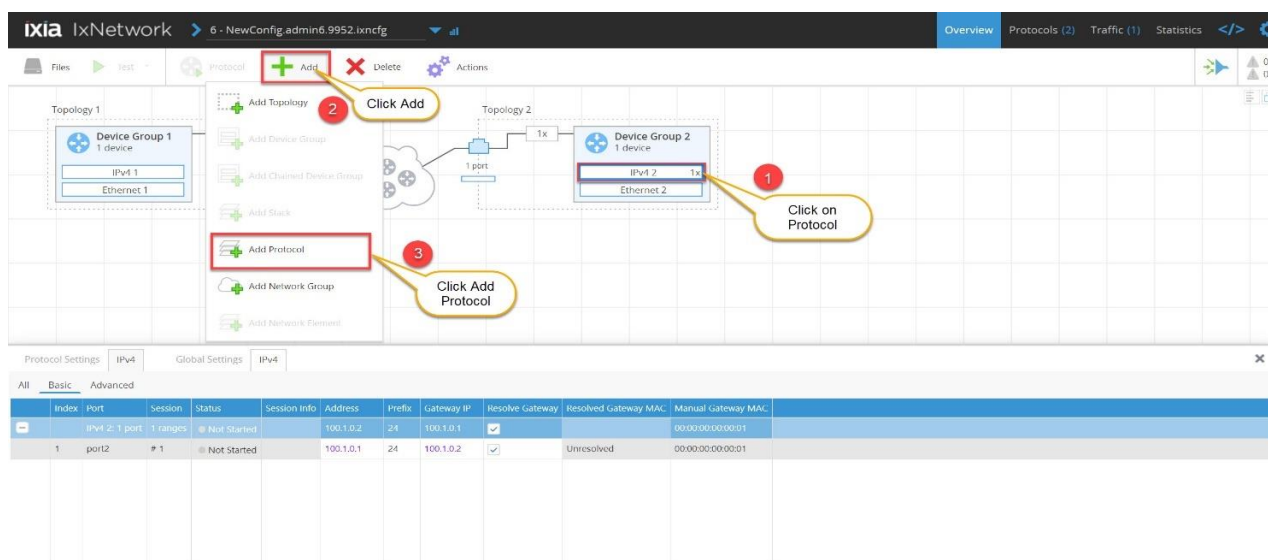 ixia IxNetwork > 6 - NewConfig.admin6.9952.ixncfg
Overview Protocols (2) Traffic (1) Statistics </>
Files Test Protocol Add Delete Actions
Click Add
2
Add Topology
Add Device Group
Add Chained Device Group
Add Stack
Add Protocol
Add Network Group
Add Network Element
3
Click Add
Protocol
Topology 1
Device Group 1
1 device
IPv4 1
Ethernet 1
Topology 2
1 port
1x
Device Group 2
1 device
IPv4 2 1x
Ethernet 2
1
Click on
Protocol
Protocol Settings IPv4 Global Settings IPv4
All Basic Advanced
Index Port Session Status Session Info Address Prefix Gateway IP Resolve Gateway Resolved Gateway MAC Manual Gateway MAC
IPv4 2: 1 port 1 ranges Not Started 100.1.0.2 24 100.1.0.1 00:00:00:00:00:01
1 port2 # 1 Not Started 100.1.0.1 24 100.1.0.2 Unresolved 00:00:00:00:00:01